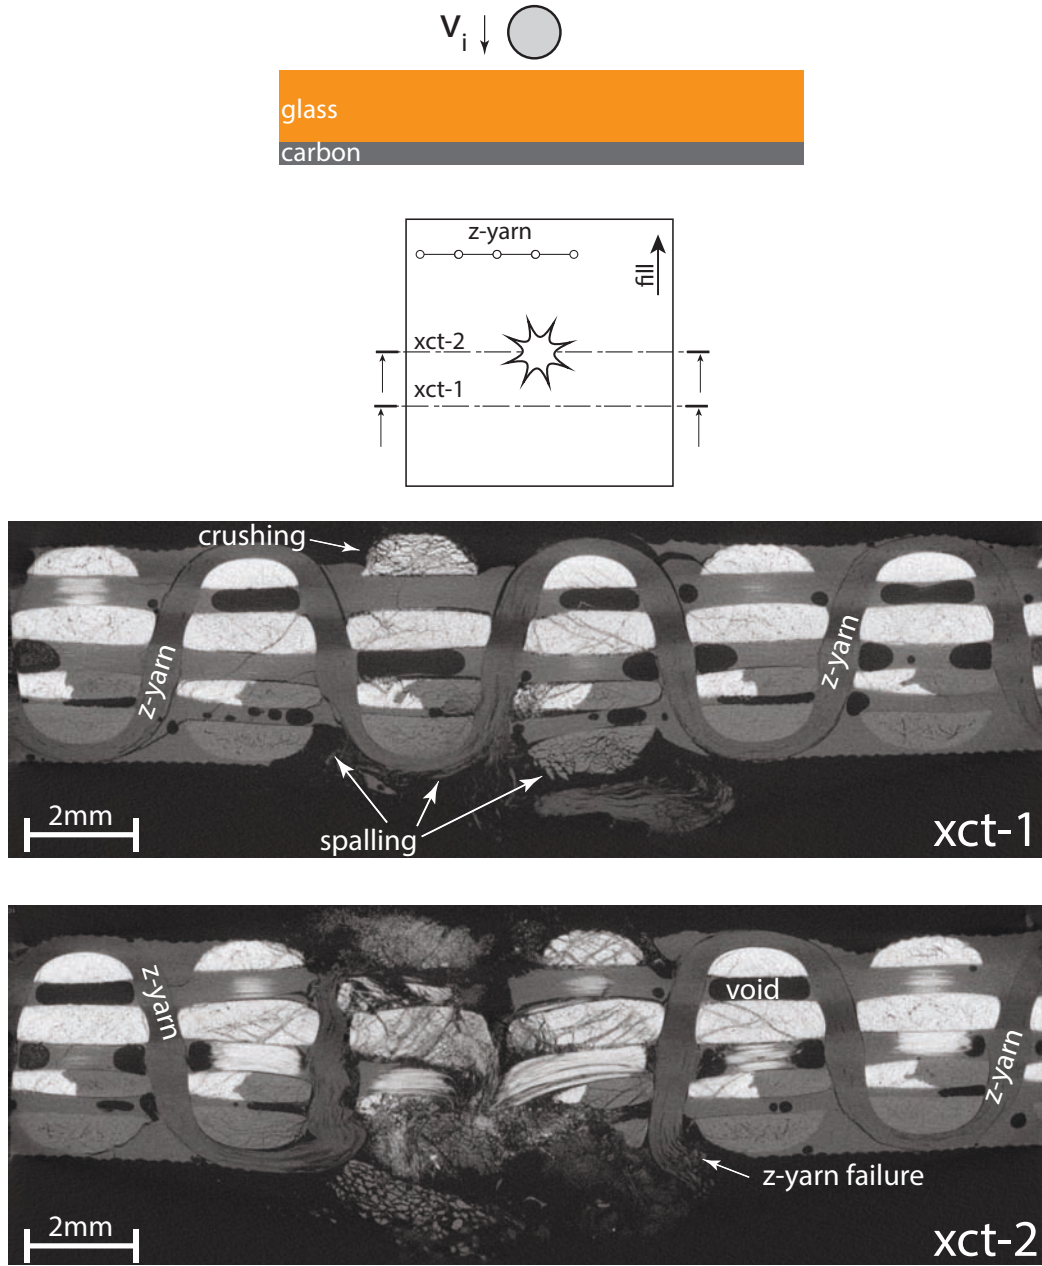 Vi
glass
carbon
z-yarn
fill
xct-2
xct-1
crushing
z-yarn
z-yarn
spalling
2mm
xct-1
z-yarn
void
z-yarn
z-yarn failure
2mm
xct-2